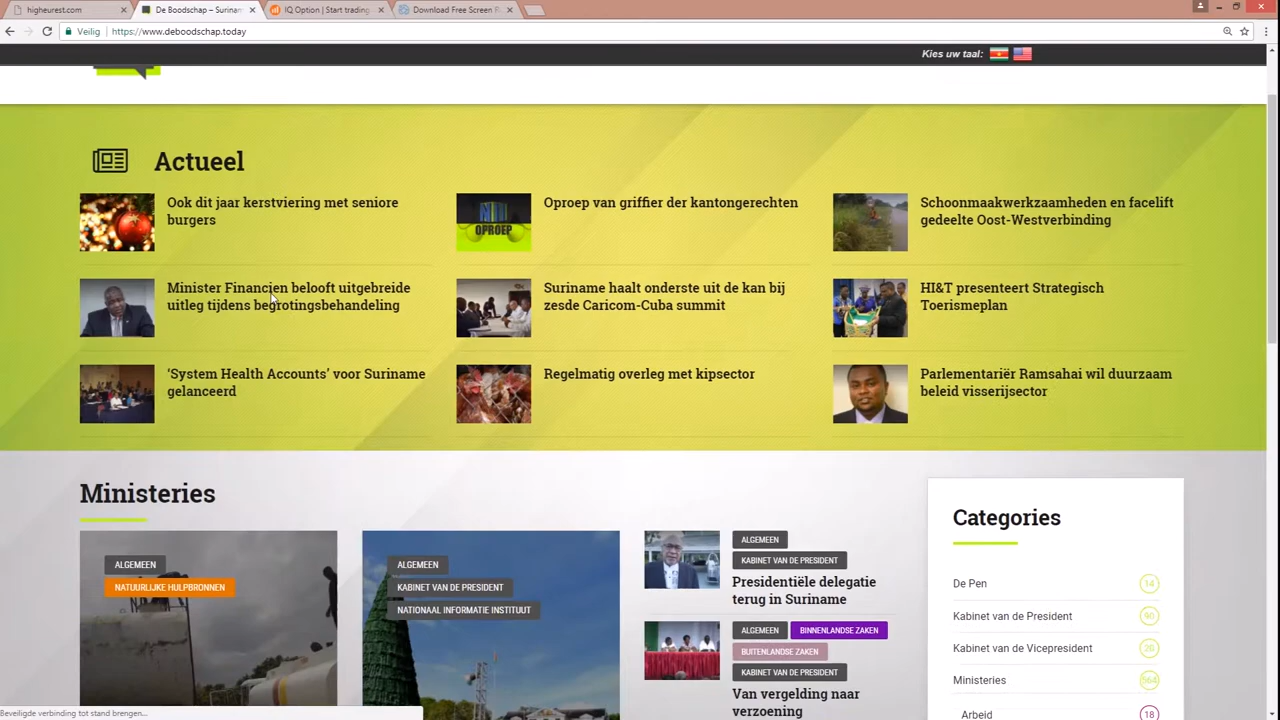 higheurest.com
De Boodschap – Surinam
IQ Option | Start trading
Download Free Screen R
Veilig
https://www.deboodschap.today
Kies uw taal:
Actueel
Ook dit jaar kerstviering met seniore
burgers
Oproep van griffier der kantongerechten
OPROEP
Schoonmaakwerkzaamheden en facelift
gedeelte Oost-Westverbinding
Minister Financien belooft uitgebreide
uitleg tijdens begrotingsbehandeling
Suriname haalt onderste uit de kan bij
zesde Caricom-Cuba summit
HI&T presenteert Strategisch
Toerismeplan
‘System Health Accounts’ voor Suriname
gelanceerd
Regelmatig overleg met kipsector
Parlementariër Ramsahai wil duurzaam
beleid visserijsector
Ministeries
ALGEMEEN
NATUURLIJKE HULPBRONNEN
ALGEMEEN
KABINET VAN DE PRESIDENT
NATIONAAL INFORMATIE INSTITUUT
ALGEMEEN
KABINET VAN DE PRESIDENT
Presidentiële delegatie
terug in Suriname
ALGEMEEN BINNENLANDSE ZAKEN
BUITENLANDSE ZAKEN
KABINET VAN DE PRESIDENT
Van vergelding naar
verzoening
Categories
De Pen 14
Kabinet van de President 90
Kabinet van de Vicepresident 20
Ministeries 564
Arbeid 18
Beveiligde verbinding tot stand brengen...